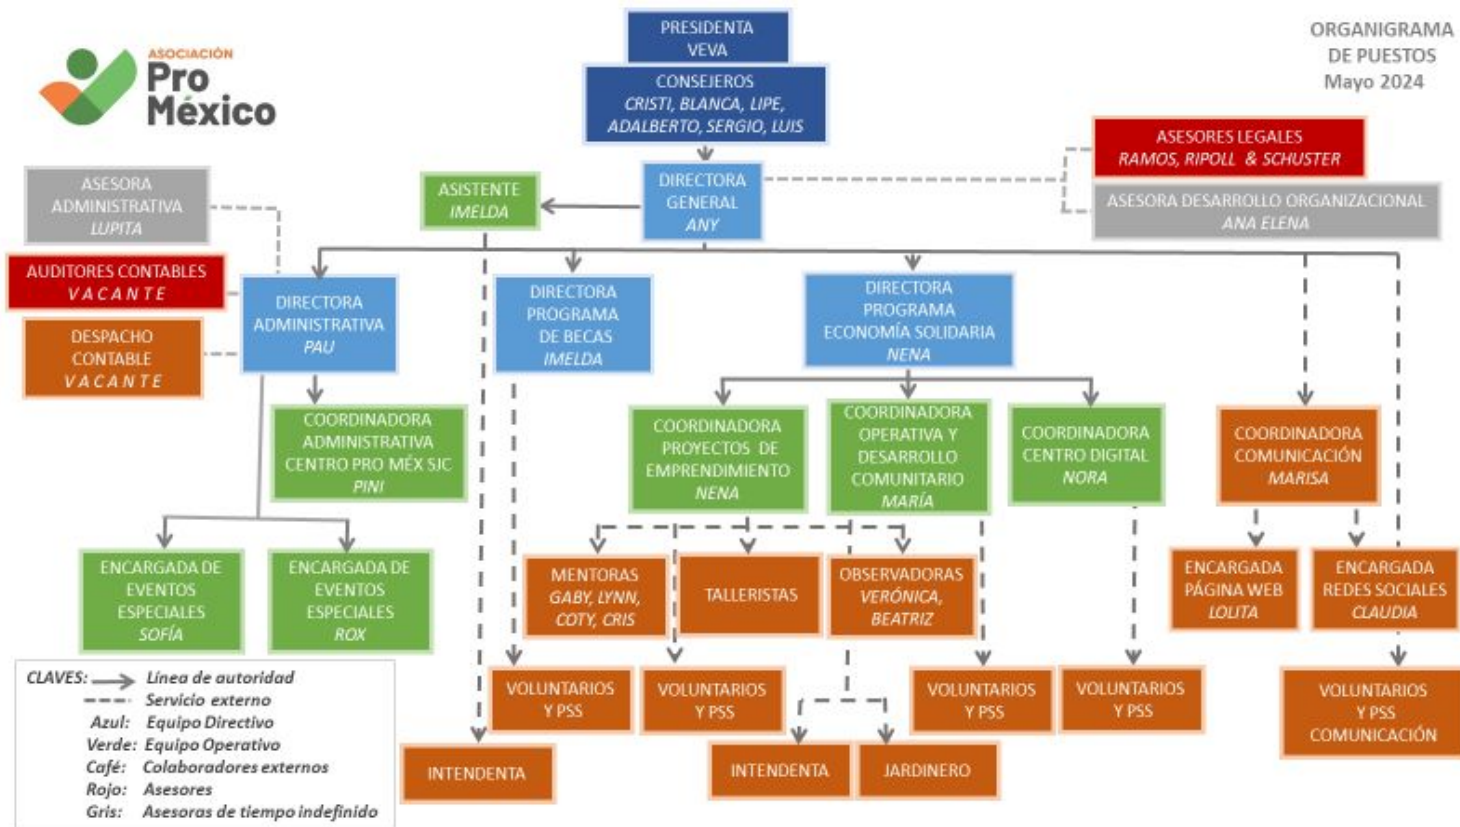 ASOCIACIÓN
Pro
México
ORGANIGRAMA
DE PUESTOS
Mayo 2024
PRESIDENTA
VEVA
CONSEJEROS
CRISTI, BLANCA, LIPE,
ADALBERTO, SERGIO, LUIS
ASESORES LEGALES
RAMOS, RIPOLL & SCHUSTER
ASESORA DESARROLLO ORGANIZACIONAL
ANA ELENA
ASESORA
ADMINISTRATIVA
LUPITA
ASISTENTE
IMELDA
DIRECTORA
GENERAL
ANY
AUDITORES CONTABLES
VACANTE
DESPACHO
CONTABLE
VACANTE
DIRECTORA
ADMINISTRATIVA
PAU
DIRECTORA
PROGRAMA
DE BECAS
IMELDA
DIRECTORA
PROGRAMA
ECONOMÍA SOLIDARIA
NENA
COORDINADORA
ADMINISTRATIVA
CENTRO PRO MÉX SJC
PINI
COORDINADORA
PROYECTOS DE
EMPRENDIMIENTO
NENA
COORDINADORA
OPERATIVA Y
DESARROLLO
COMUNITARIO
MARÍA
COORDINADORA
CENTRO DIGITAL
NORA
COORDINADORA
COMUNICACIÓN
MARISA
ENCARGADA DE
EVENTOS
ESPECIALES
SOFÍA
ENCARGADA DE
EVENTOS
ESPECIALES
ROX
MENTORAS
GABY, LYNN,
COTY, CRIS
TALLERISTAS
OBSERVADORAS
VERÓNICA,
BEATRIZ
ENCARGADA
PÁGINA WEB
LOLITA
ENCARGADA
REDES SOCIALES
CLAUDIA
VOLUNTARIOS
Y PSS
VOLUNTARIOS
Y PSS
VOLUNTARIOS
Y PSS
VOLUNTARIOS
Y PSS
VOLUNTARIOS
Y PSS
COMUNICACIÓN
INTENDENTA
INTENDENTA
JARDINERO
CLAVES: Línea de autoridad
Servicio externo
Azul: Equipo Directivo
Verde: Equipo Operativo
Café: Colaboradores externos
Rojo: Asesores
Gris: Asesoras de tiempo indefinido